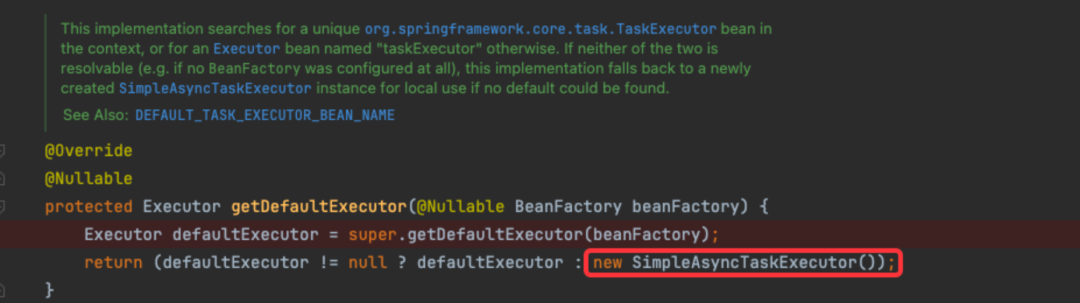 This implementation searches for a unique org.springframework.core.task.TaskExecutor bean in
the context, or for an Executor bean named "taskExecutor" otherwise. If neither of the two is
resolvable (e.g. if no BeanFactory was configured at all), this implementation falls back to a newly
created SimpleAsyncTaskExecutor instance for local use if no default could be found.
See Also: DEFAULT_TASK_EXECUTOR_BEAN_NAME
@Override
@Nullable
protected Executor getDefaultExecutor(@Nullable BeanFactory beanFactory) {
Executor defaultExecutor = super.getDefaultExecutor(beanFactory);
return (defaultExecutor != null ? defaultExecutor : new SimpleAsyncTaskExecutor());
}